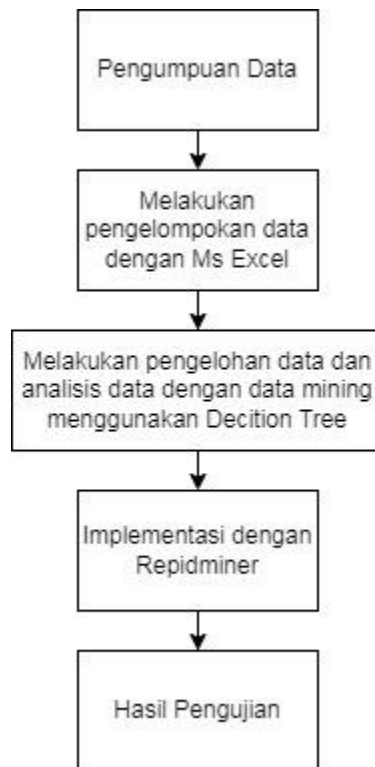 Pengumpuan Data
Melakukan
pengelompokan data
dengan Ms Excel
Melakukan pengelohan data dan
analisis data dengan data mining
menggunakan Decition Tree
Implementasi dengan
Repidminer
Hasil Pengujian